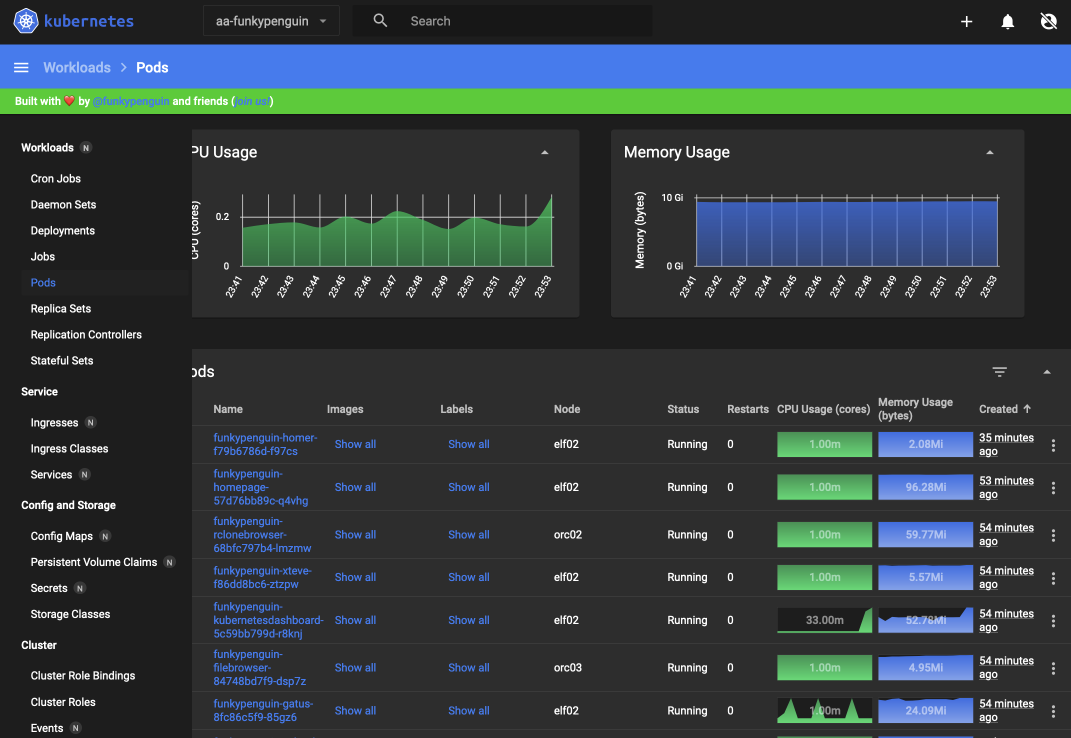 kubernetes
aa-funkypenguin
Search
Workloads > Pods
Built with ❤️ by @funkypenguin and friends (join us!)
Workloads N
Cron Jobs
Daemon Sets
Deployments
Jobs
Pods
Replica Sets
Replication Controllers
Stateful Sets
Service
Ingresses N
Ingress Classes
Services N
Config and Storage
Config Maps N
Persistent Volume Claims N
Secrets N
Storage Classes
Cluster
Cluster Role Bindings
Cluster Roles
Events N
PU Usage
CPU (cores)
0.2
0
23:41 23:42 23:43 23:44 23:45 23:46 23:47 23:48 23:49 23:50 23:51 23:52 23:53
Memory Usage
Memory (bytes)
10 Gi
0 Gi
23:41 23:42 23:43 23:44 23:45 23:46 23:47 23:48 23:49 23:50 23:51 23:52 23:53
ods
Name Images Labels Node Status Restarts CPU Usage (cores) Memory Usage (bytes) Created
funkypenguin-homer-
f79b6786d-f97cs
Show all Show all elf02 Running 0 1.00m 2.08Mi 35 minutes
ago
funkypenguin-
homepage-
57d76bb89c-q4vhg
Show all Show all elf02 Running 0 1.00m 96.28Mi 53 minutes
ago
funkypenguin-
rclonebrowser-
68bfc797b4-lmzmw
Show all Show all orc02 Running 0 1.00m 59.77Mi 54 minutes
ago
funkypenguin-xteve-
f86dd8bc6-ztzpw
Show all Show all elf02 Running 0 1.00m 5.57Mi 54 minutes
ago
funkypenguin-
kubernetesdashboard-
5c59bb799d-r8knj
Show all Show all elf02 Running 0 33.00m 52.78Mi 54 minutes
ago
funkypenguin-
filebrowser-
84748bd7f9-dsp7z
Show all Show all orc03 Running 0 1.00m 4.95Mi 54 minutes
ago
funkypenguin-gatus-
8fc86c5f9-85gz6
Show all Show all elf02 Running 0 1.00m 24.09Mi 54 minutes
ago